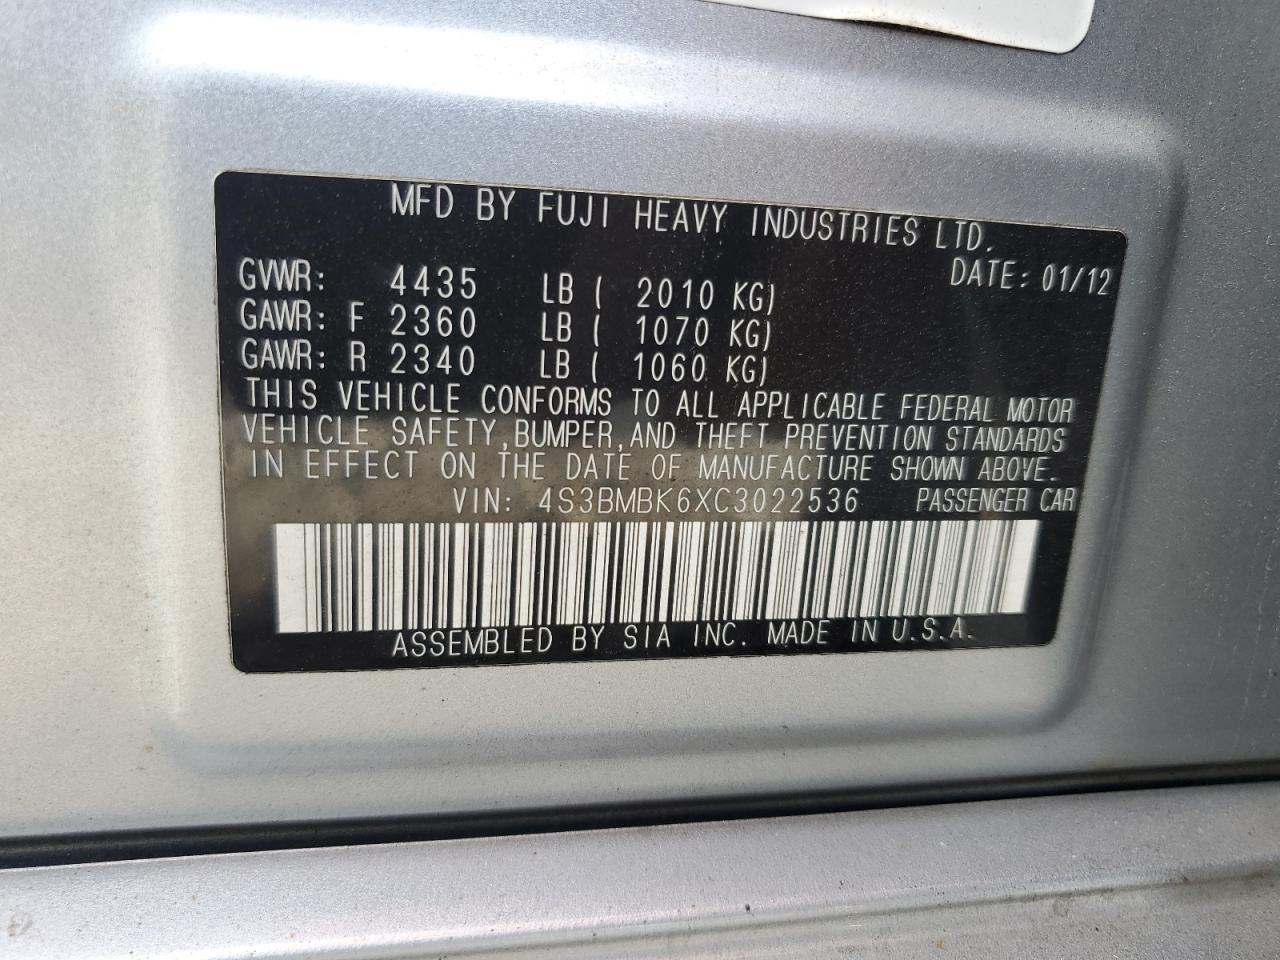 MFD BY FUJI HEAVY INDUSTRIES LTD.
DATE: 01/12
GVWR: 4435 LB ( 2010 KG)
GAWR: F 2360 LB ( 1070 KG)
GAWR: R 2340 LB ( 1060 KG)
THIS VEHICLE CONFORMS TO ALL APPLICABLE FEDERAL MOTOR
VEHICLE SAFETY,BUMPER,AND THEFT PREVENTION STANDARDS
IN EFFECT ON THE DATE OF MANUFACTURE SHOWN ABOVE.
VIN: 4S3BMBK6XC3022536 PASSENGER CAR
ASSEMBLED BY SIA INC. MADE IN U.S.A.